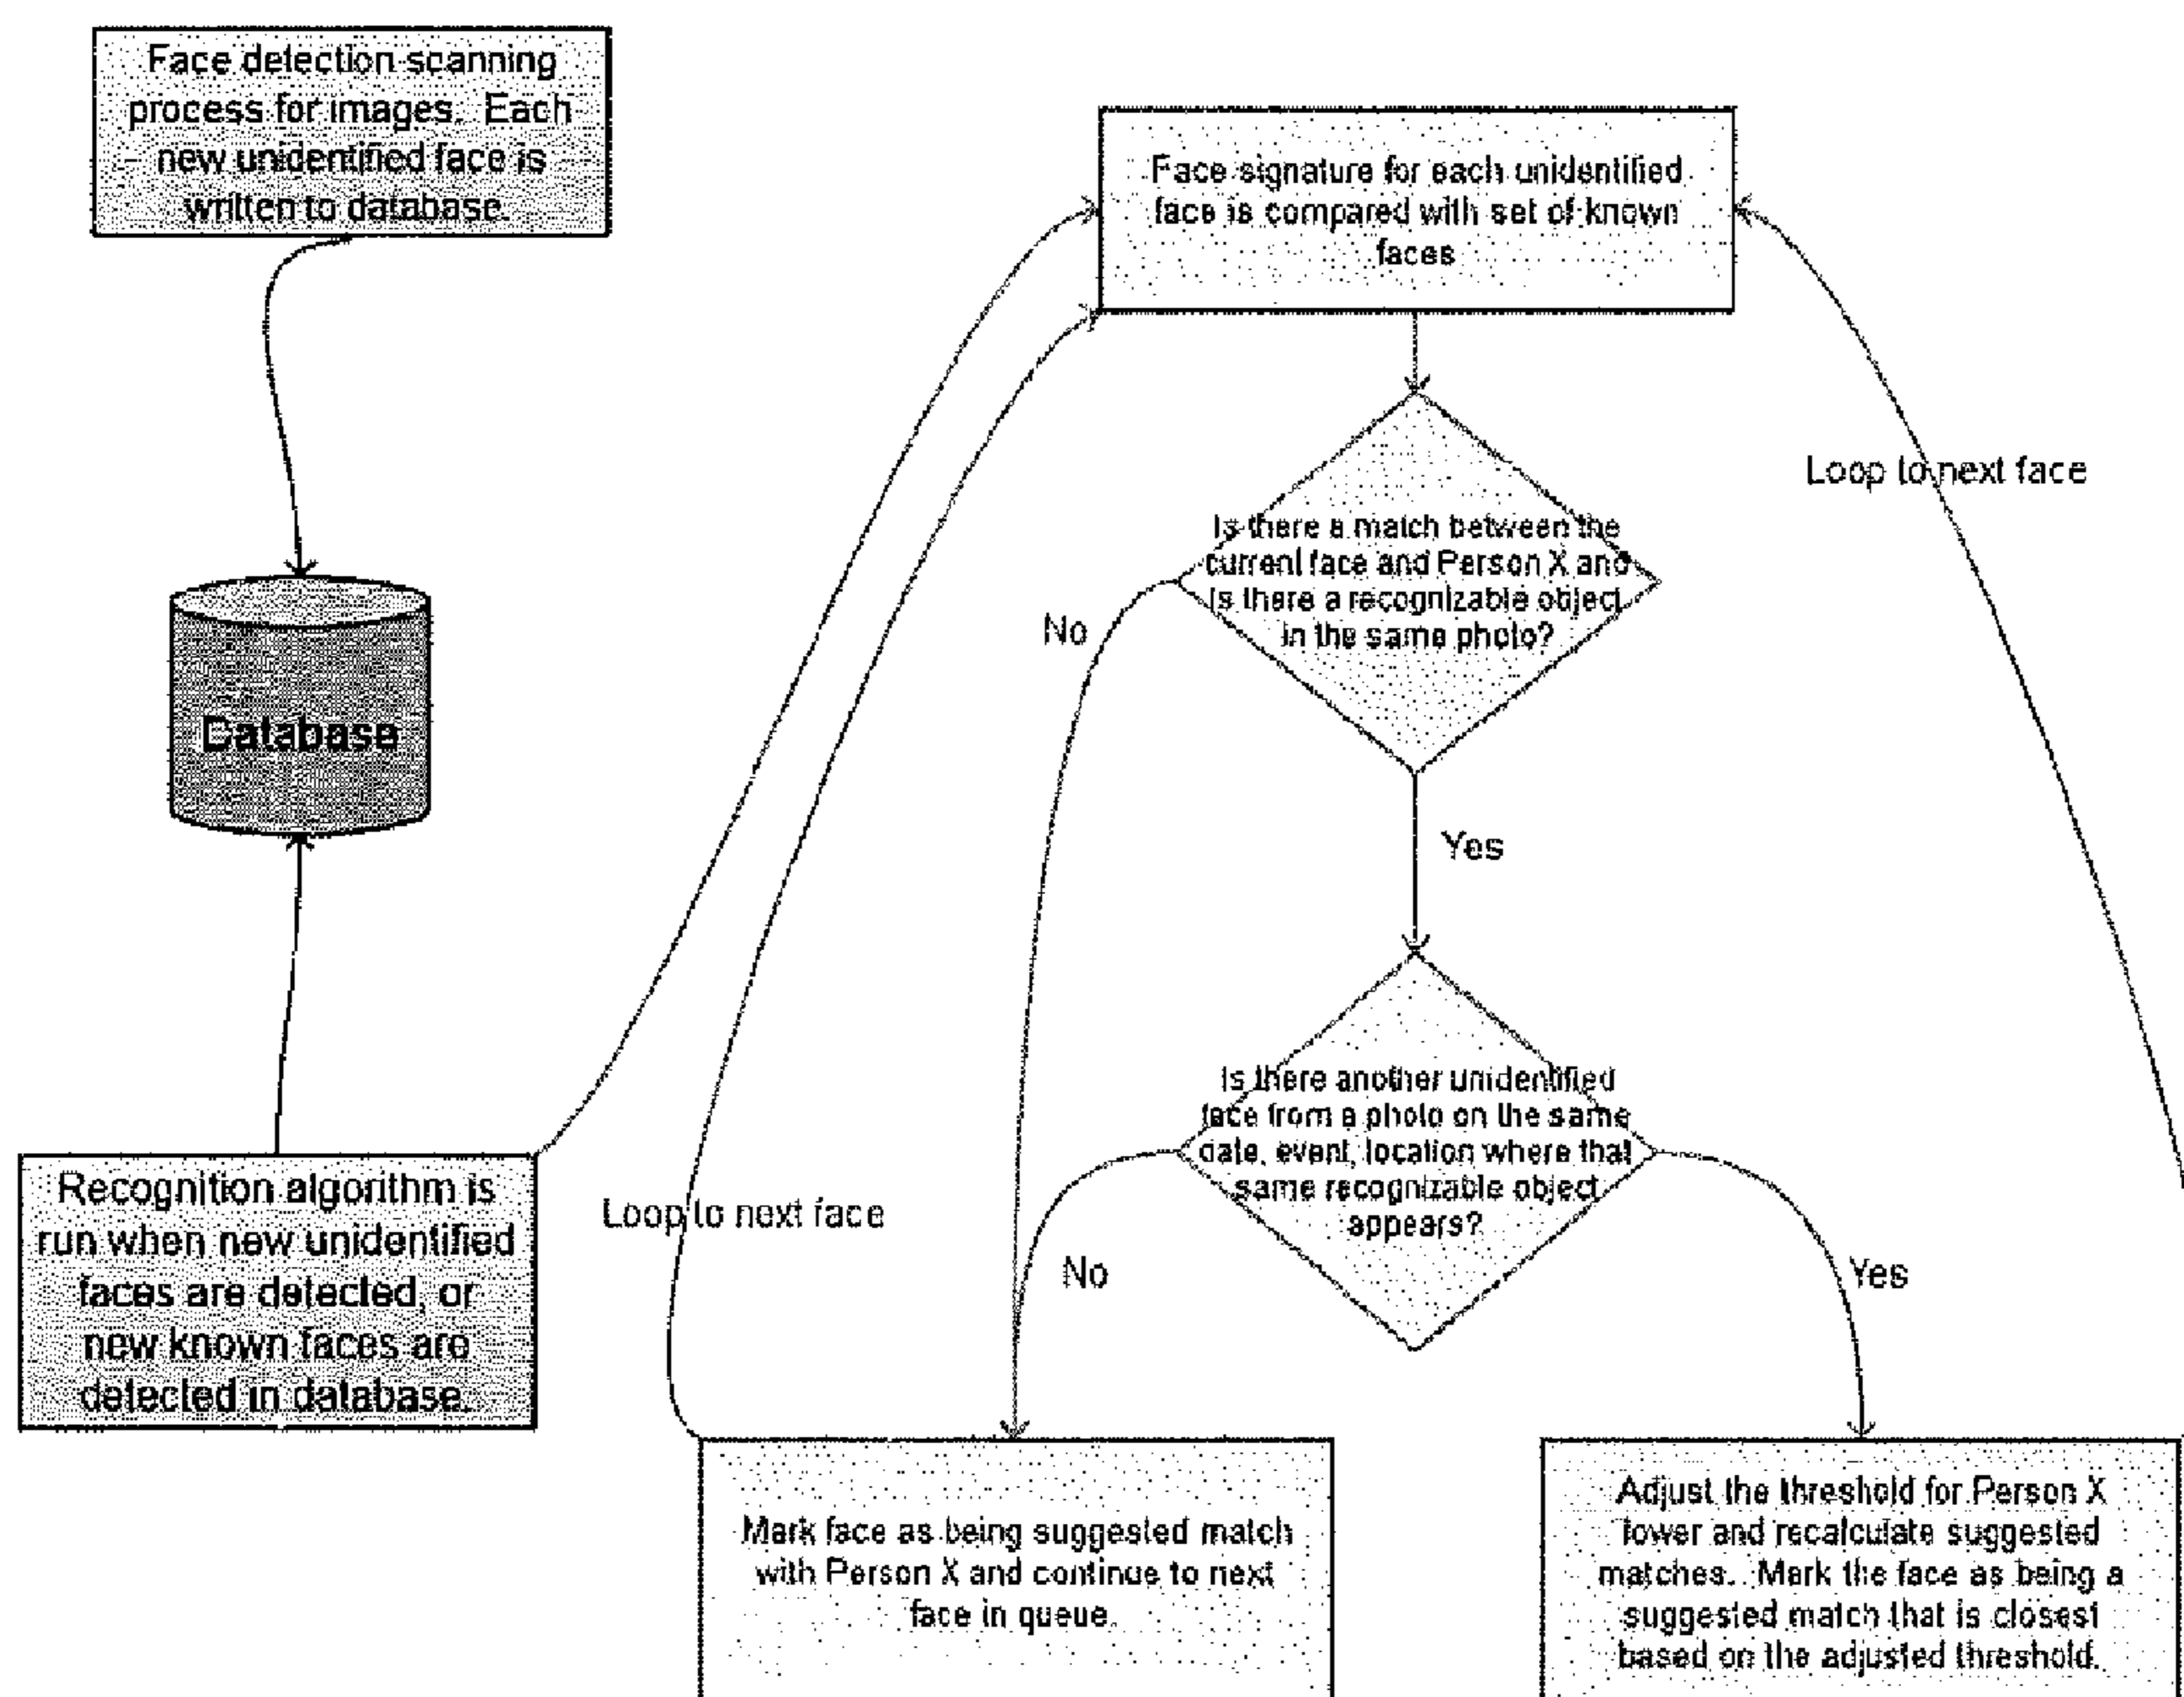 Face detection scanning
process for images. Each
new unidentified face is
written to database.
Face signature for each unidentified
face is compared with set of known
faces
Is there a match between the
current face and Person X and
is there a recognizable object
in the same photo?
Loop to next face
No
Database
Yes
Is there another unidentified
face from a photo on the same
date, event, location where that
same recognizable object
appears?
Recognition algorithm is
run when new unidentified
faces are detected, or
new known faces are
detected in database.
Loop to next face
No
Yes
Mark face as being suggested match
with Person X and continue to next
face in queue.
Adjust the threshold for Person X
lower and recalculate suggested
matches. Mark the face as being a
suggested match that is closest
based on the adjusted threshold.